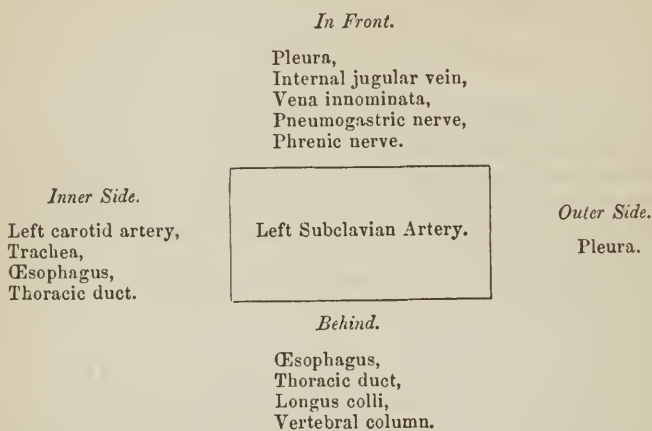 In Front.
Pleura,
Internal jugular vein,
Vena innominata,
Pneumogastric nerve,
Phrenic nerve.
Inner Side.
Left carotid artery,
Trachea,
Œsophagus,
Thoracic duct.
Left Subclavian Artery.
Outer Side.
Pleura.
Behind.
Œsophagus,
Thoracic duct,
Longus colli,
Vertebral column.